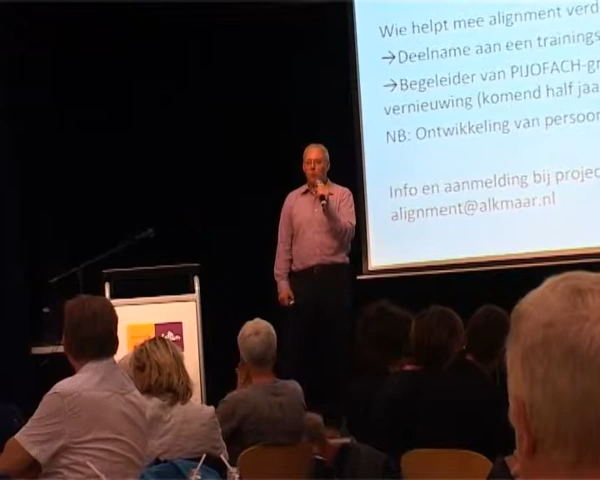 Wie helpt mee alignment verd
→Deelname aan een trainings
→Begeleider van PIJOFACH-gr
vernieuwing (komend half jaa
NB: Ontwikkeling van persoon
Info en aanmelding bij projec
alignment@alkmaar.nl